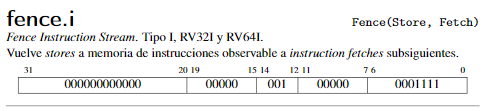 fence.i Fence(Store, Fetch)
Fence Instruction Stream. Tipo I, RV32I y RV64I.
Vuelve stores a memoria de instrucciones observable a instruction fetches subsiguientes.
31 20 19 15 14 12 11 7 6 0
000000000000 00000 001 00000 0001111